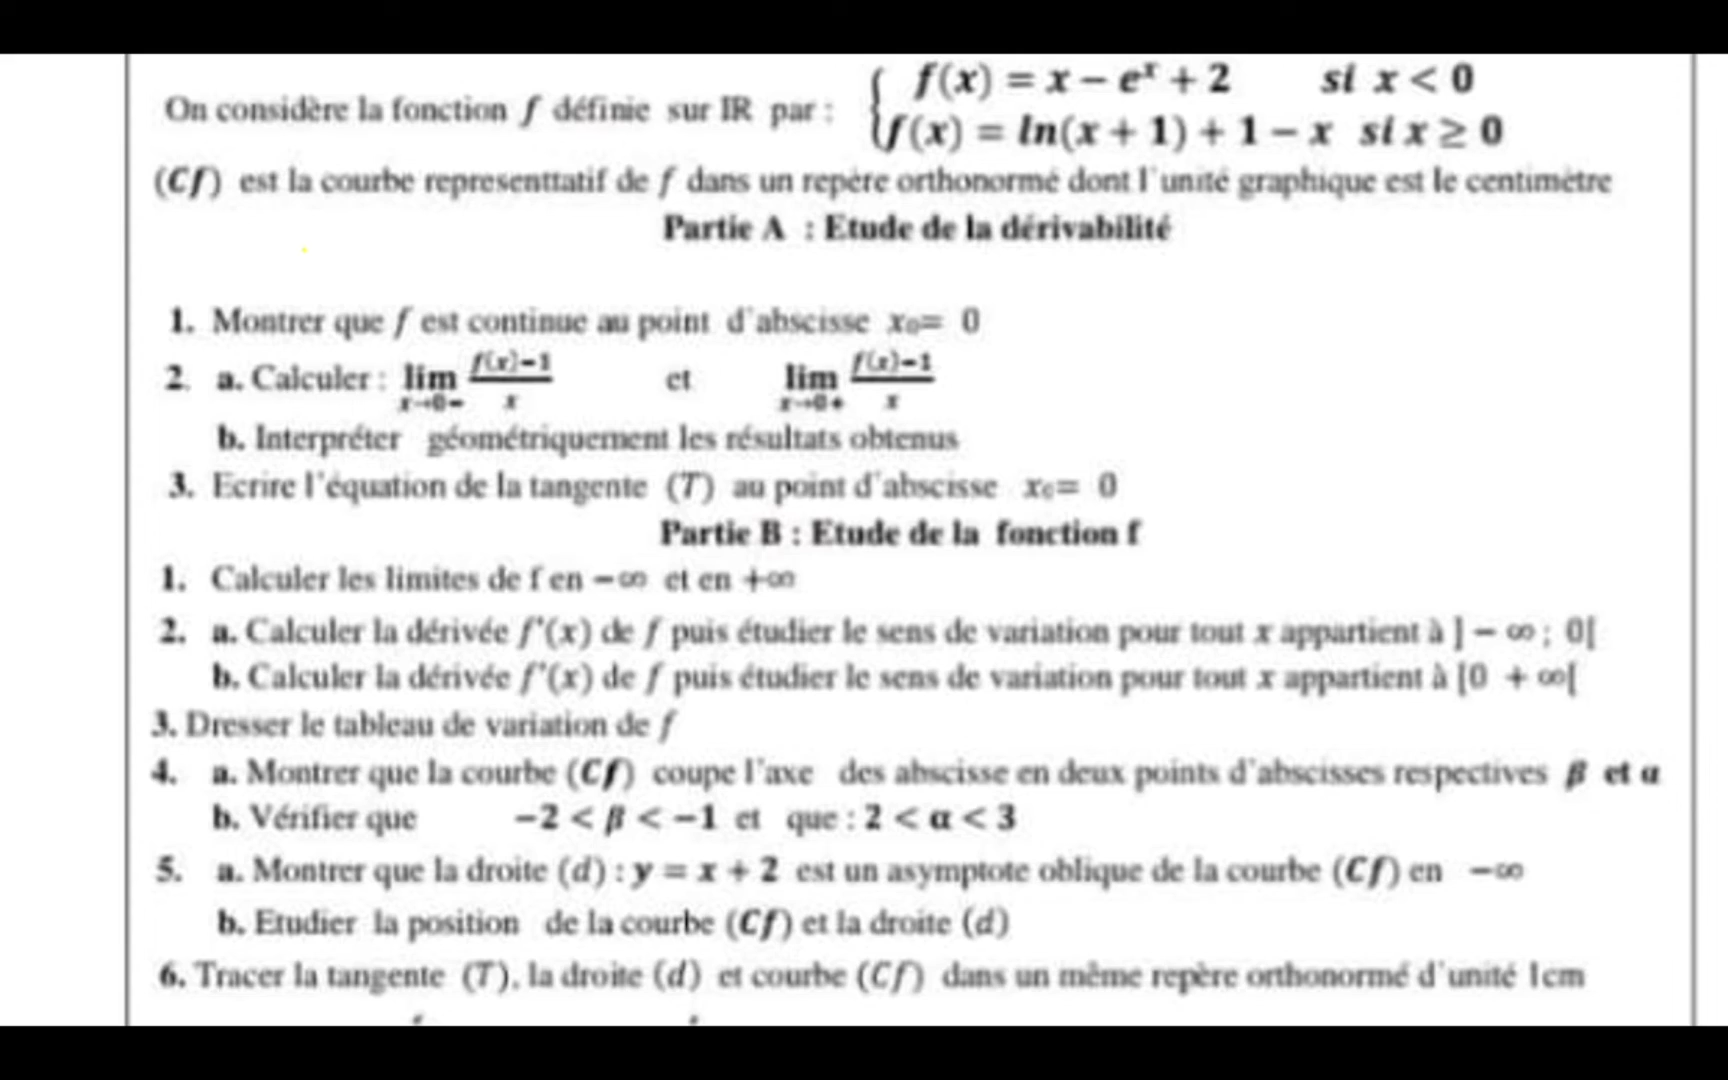 On considère la fonction f définie sur IR par : { f(x) = x − eˣ + 2 si x < 0
f(x) = ln(x + 1) + 1 − x si x ≥ 0
(Cf) est la courbe representtatif de f dans un repère orthonormé dont l'unité graphique est le centimètre
Partie A : Etude de la dérivabilité
1. Montrer que f est continue au point d'abscisse x₀= 0
2. a. Calculer : lim x→0− (f(x)−1)/x et lim x→0+ (f(x)−1)/x
b. Interpréter géométriquement les résultats obtenus
3. Ecrire l'équation de la tangente (T) au point d'abscisse x₀= 0
Partie B : Etude de la fonction f
1. Calculer les limites de f en −∞ et en +∞
2. a. Calculer la dérivée f'(x) de f puis étudier le sens de variation pour tout x appartient à ]− ∞ ; 0[
b. Calculer la dérivée f'(x) de f puis étudier le sens de variation pour tout x appartient à [0 + ∞[
3. Dresser le tableau de variation de f
4. a. Montrer que la courbe (Cf) coupe l'axe des abscisse en deux points d'abscisses respectives β et α
b. Vérifier que −2 < β < −1 et que : 2 < α < 3
5. a. Montrer que la droite (d) : y = x + 2 est un asymptote oblique de la courbe (Cf) en −∞
b. Etudier la position de la courbe (Cf) et la droite (d)
6. Tracer la tangente (T), la droite (d) et courbe (Cf) dans un même repère orthonormé d'unité 1cm